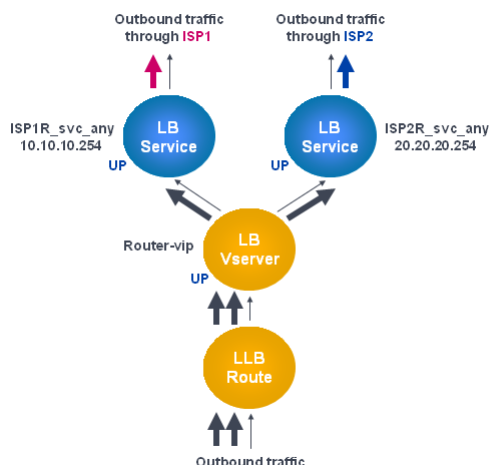 Outbound traffic
through ISP1
Outbound traffic
through ISP2
ISP1R_svc_any
10.10.10.254
LB
Service
UP
LB
Service
UP
ISP2R_svc_any
20.20.20.254
Router-vip
LB
Vserver
UP
LLB
Route
Outbound traffic